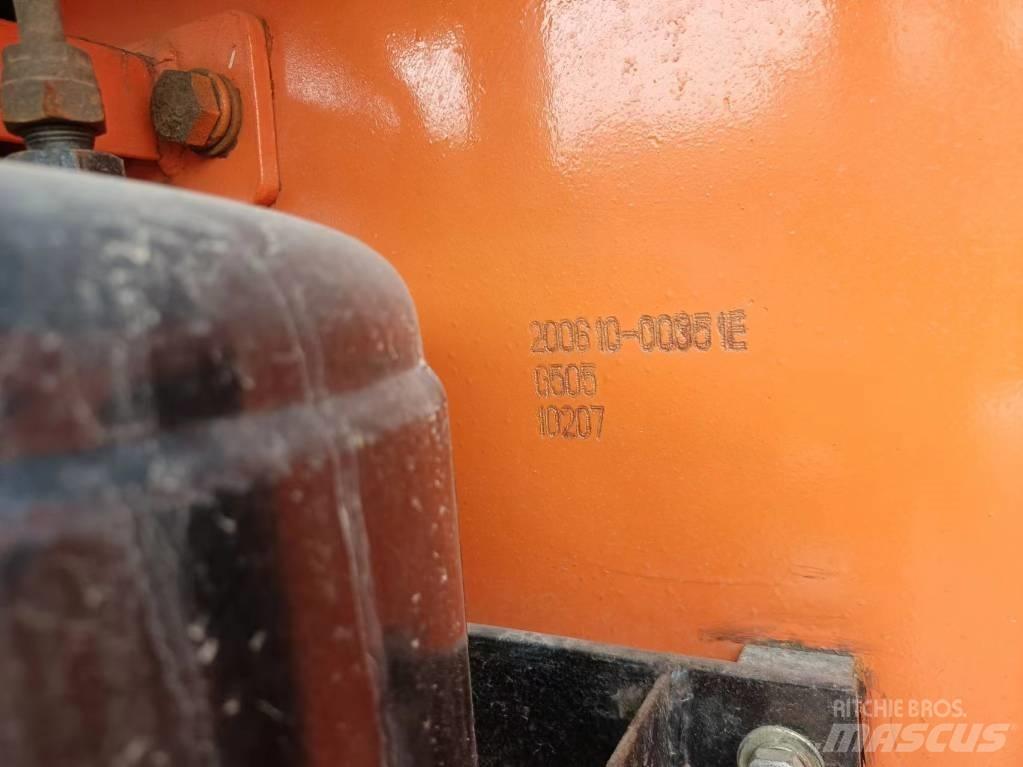 200610-00351E
G505
10207
RITCHIE BROS.
MASCUS